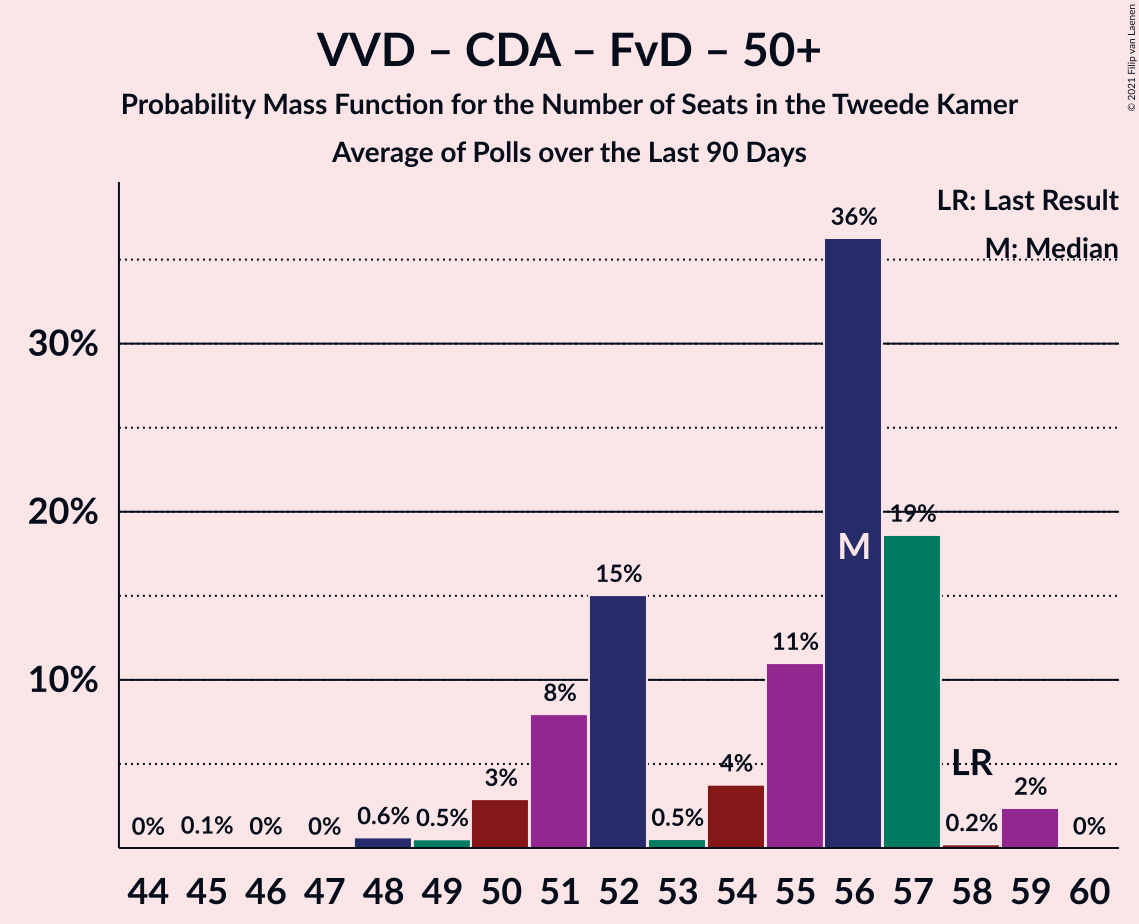 VVD – CDA – FvD – 50+
Probability Mass Function for the Number of Seats in the Tweede Kamer
Average of Polls over the Last 90 Days
© 2021 Filip van Laenen
LR: Last Result
M: Median
30%
20%
10%
0% 0.1% 0% 0% 0.6% 0.5% 3% 8% 15% 0.5% 4% 11% 36% 19% 0.2% 2% 0%
M
LR
44 45 46 47 48 49 50 51 52 53 54 55 56 57 58 59 60